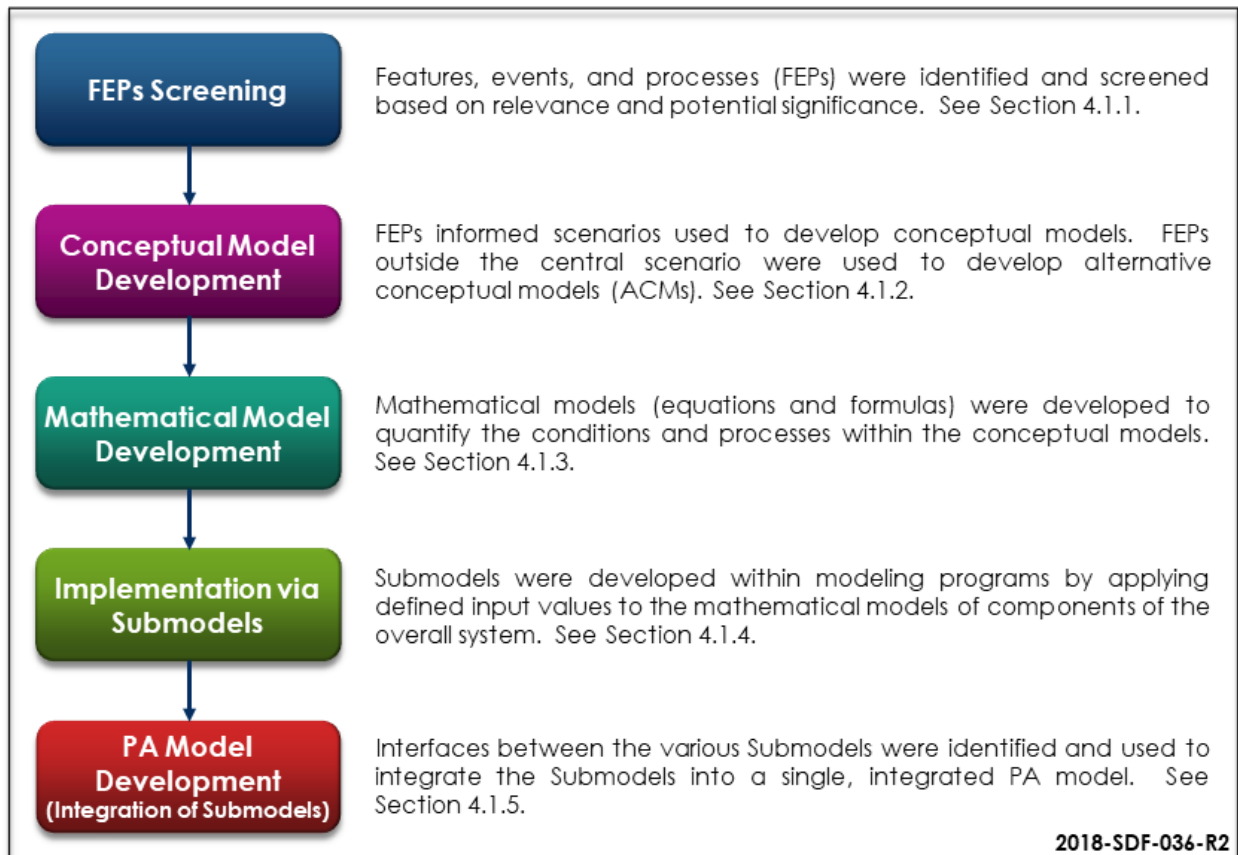 FEPs Screening
Features, events, and processes (FEPs) were identified and screened
based on relevance and potential significance. See Section 4.1.1.
Conceptual Model
Development
FEPs informed scenarios used to develop conceptual models. FEPs
outside the central scenario were used to develop alternative
conceptual models (ACMs). See Section 4.1.2.
Mathematical Model
Development
Mathematical models (equations and formulas) were developed to
quantify the conditions and processes within the conceptual models.
See Section 4.1.3.
Implementation via
Submodels
Submodels were developed within modeling programs by applying
defined input values to the mathematical models of components of the
overall system. See Section 4.1.4.
PA Model
Development
(Integration of Submodels)
Interfaces between the various Submodels were identified and used to
integrate the Submodels into a single, integrated PA model. See
Section 4.1.5.
2018-SDF-036-R2